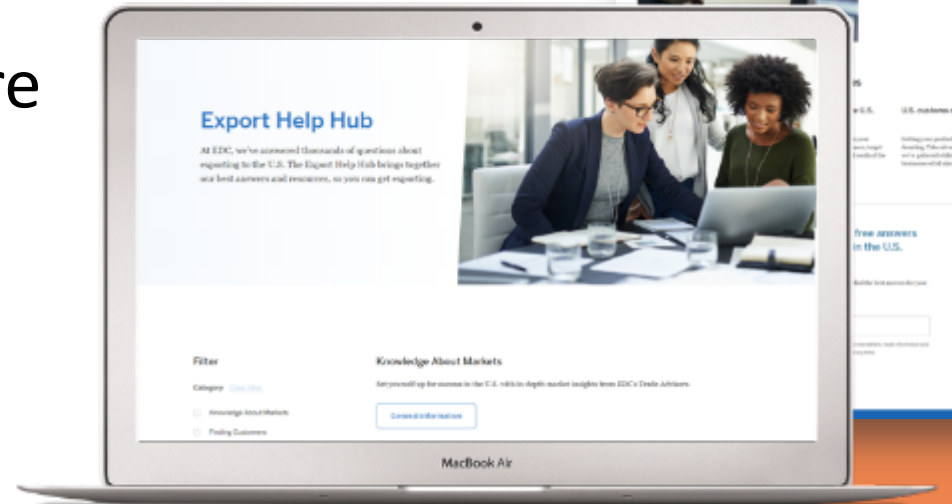 re
Export Help Hub
At EDC, we've answered thousands of questions about
exporting to the U.S. The Export Help Hub brings together
our best answers and resources, so you can get exporting.
Filter
Knowledge About Markets
Category
Set yourself up for success in the U.S. with in-depth market insights from EDC's Trade Advisors.
Knowledge About Markets
General information
Finding Customers
MacBook Air
es
e U.S.
U.S. customs
free answers
in the U.S.